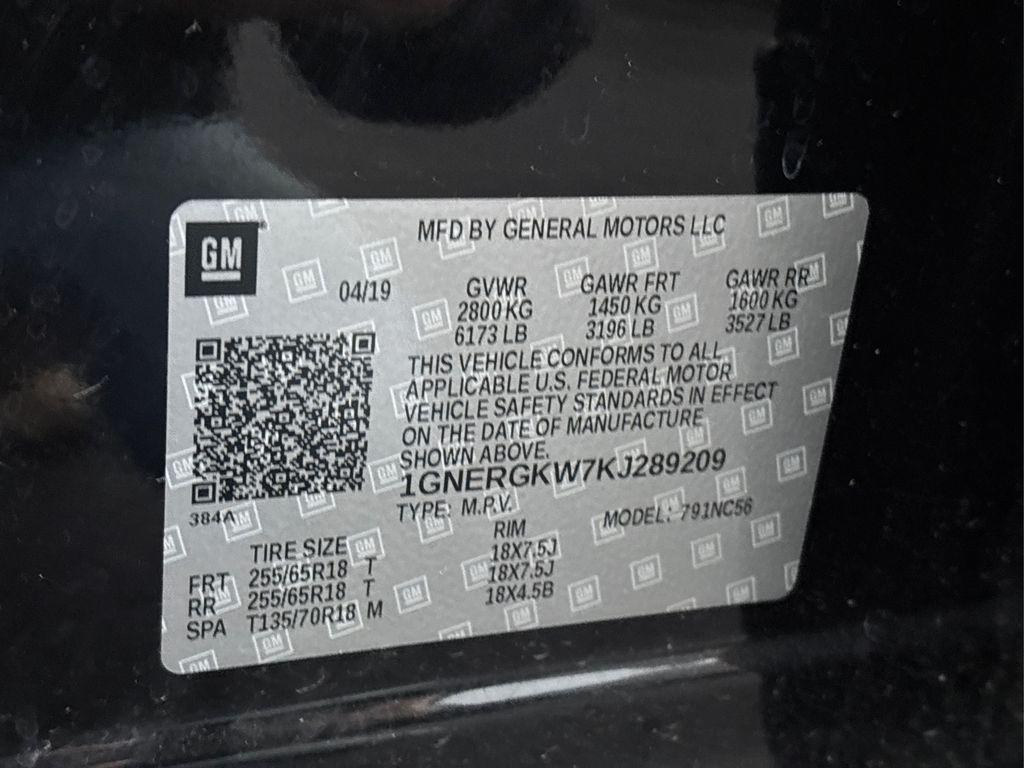 GM
MFD BY GENERAL MOTORS LLC
04/19
GVWR GAWR FRT GAWR RR
2800 KG 1450 KG 1600 KG
6173 LB 3196 LB 3527 LB
THIS VEHICLE CONFORMS TO ALL
APPLICABLE U.S. FEDERAL MOTOR
VEHICLE SAFETY STANDARDS IN EFFECT
ON THE DATE OF MANUFACTURE
SHOWN ABOVE.
1GNERGKW7KJ289209
384A
TYPE: M.P.V. MODEL: 791NC56
TIRE SIZE RIM
FRT 255/65R18 T 18X7.5J
RR 255/65R18 T 18X7.5J
SPA T135/70R18 M 18X4.5B